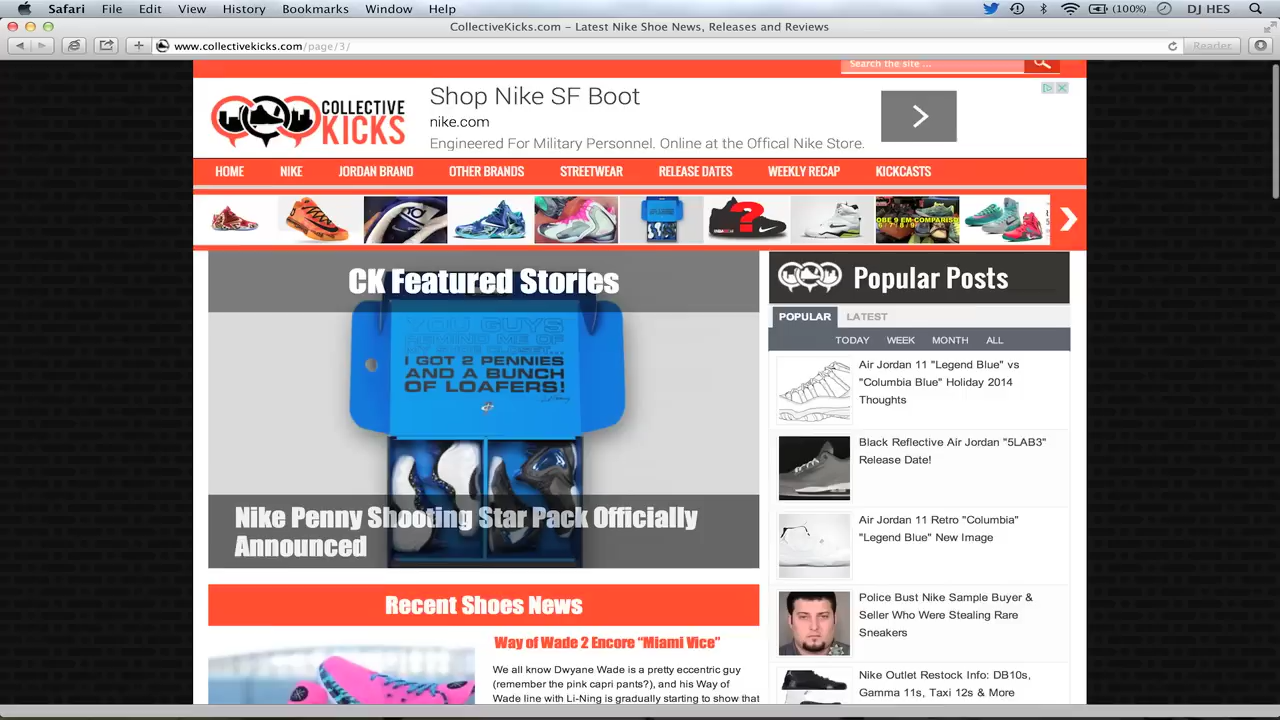 Safari File Edit View History Bookmarks Window Help (100%) DJ HES
CollectiveKicks.com – Latest Nike Shoe News, Releases and Reviews
www.collectivekicks.com/page/3/ Reader
Search the site ...
COLLECTIVE
KICKS
Shop Nike SF Boot
nike.com
Engineered For Military Personnel. Online at the Offical Nike Store.
HOME NIKE JORDAN BRAND OTHER BRANDS STREETWEAR RELEASE DATES WEEKLY RECAP KICKCASTS
CK Featured Stories
YOU GUYS
REMIND ME OF
I GOT 2 PENNIES
AND A BUNCH
OF LOAFERS!
Nike Penny Shooting Star Pack Officially
Announced
Recent Shoes News
Way of Wade 2 Encore “Miami Vice”
We all know Dwyane Wade is a pretty eccentric guy
(remember the pink capri pants?), and his Way of
Wade line with Li-Ning is gradually starting to show that
Popular Posts
POPULAR LATEST
TODAY WEEK MONTH ALL
Air Jordan 11 "Legend Blue" vs
"Columbia Blue" Holiday 2014
Thoughts
Black Reflective Air Jordan "5LAB3"
Release Date!
Air Jordan 11 Retro "Columbia"
"Legend Blue" New Image
Police Bust Nike Sample Buyer &
Seller Who Were Stealing Rare
Sneakers
Nike Outlet Restock Info: DB10s,
Gamma 11s, Taxi 12s & More